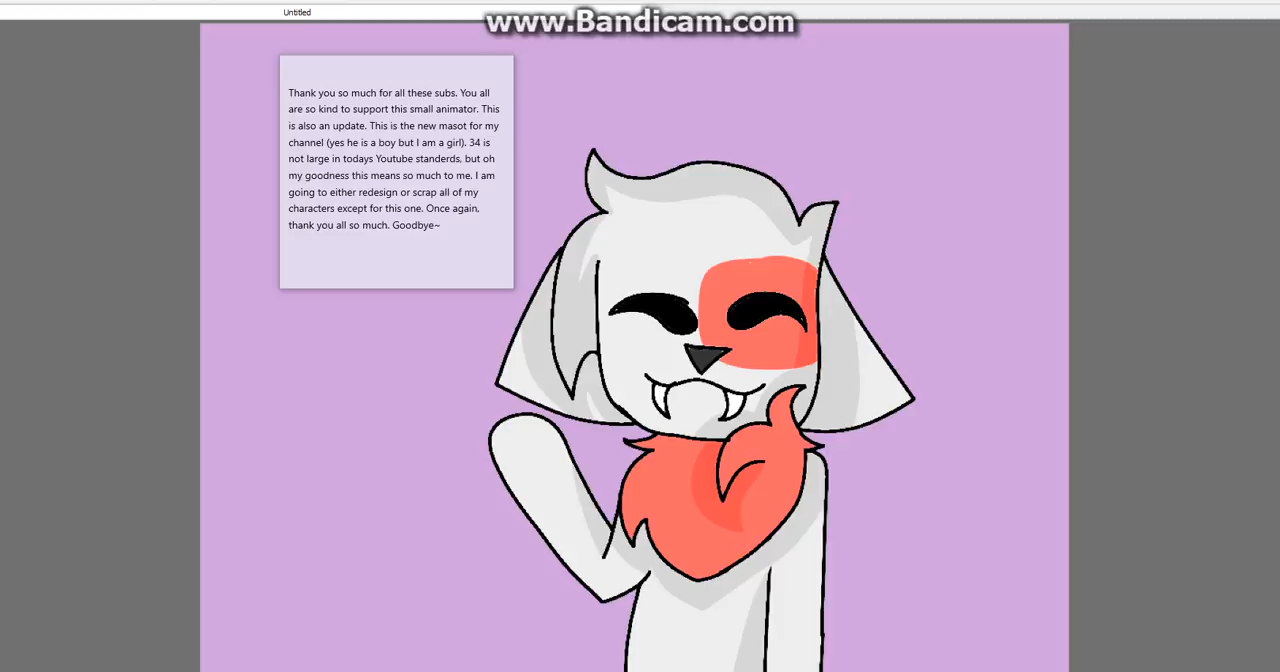 Untitled
www.Bandicam.com
Thank you so much for all these subs. You all
are so kind to support this small animator. This
is also an update. This is the new masot for my
channel (yes he is a boy but I am a girl). 34 is
not large in todays Youtube standerds, but oh
my goodness this means so much to me. I am
going to either redesign or scrap all of my
characters except for this one. Once again,
thank you all so much. Goodbye~